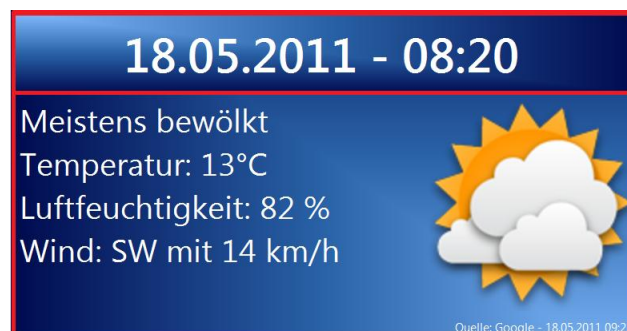 18.05.2011 - 08:20
Meistens bewölkt
Temperatur: 13°C
Luftfeuchtigkeit: 82 %
Wind: SW mit 14 km/h
Quelle: Google - 18.05.2011